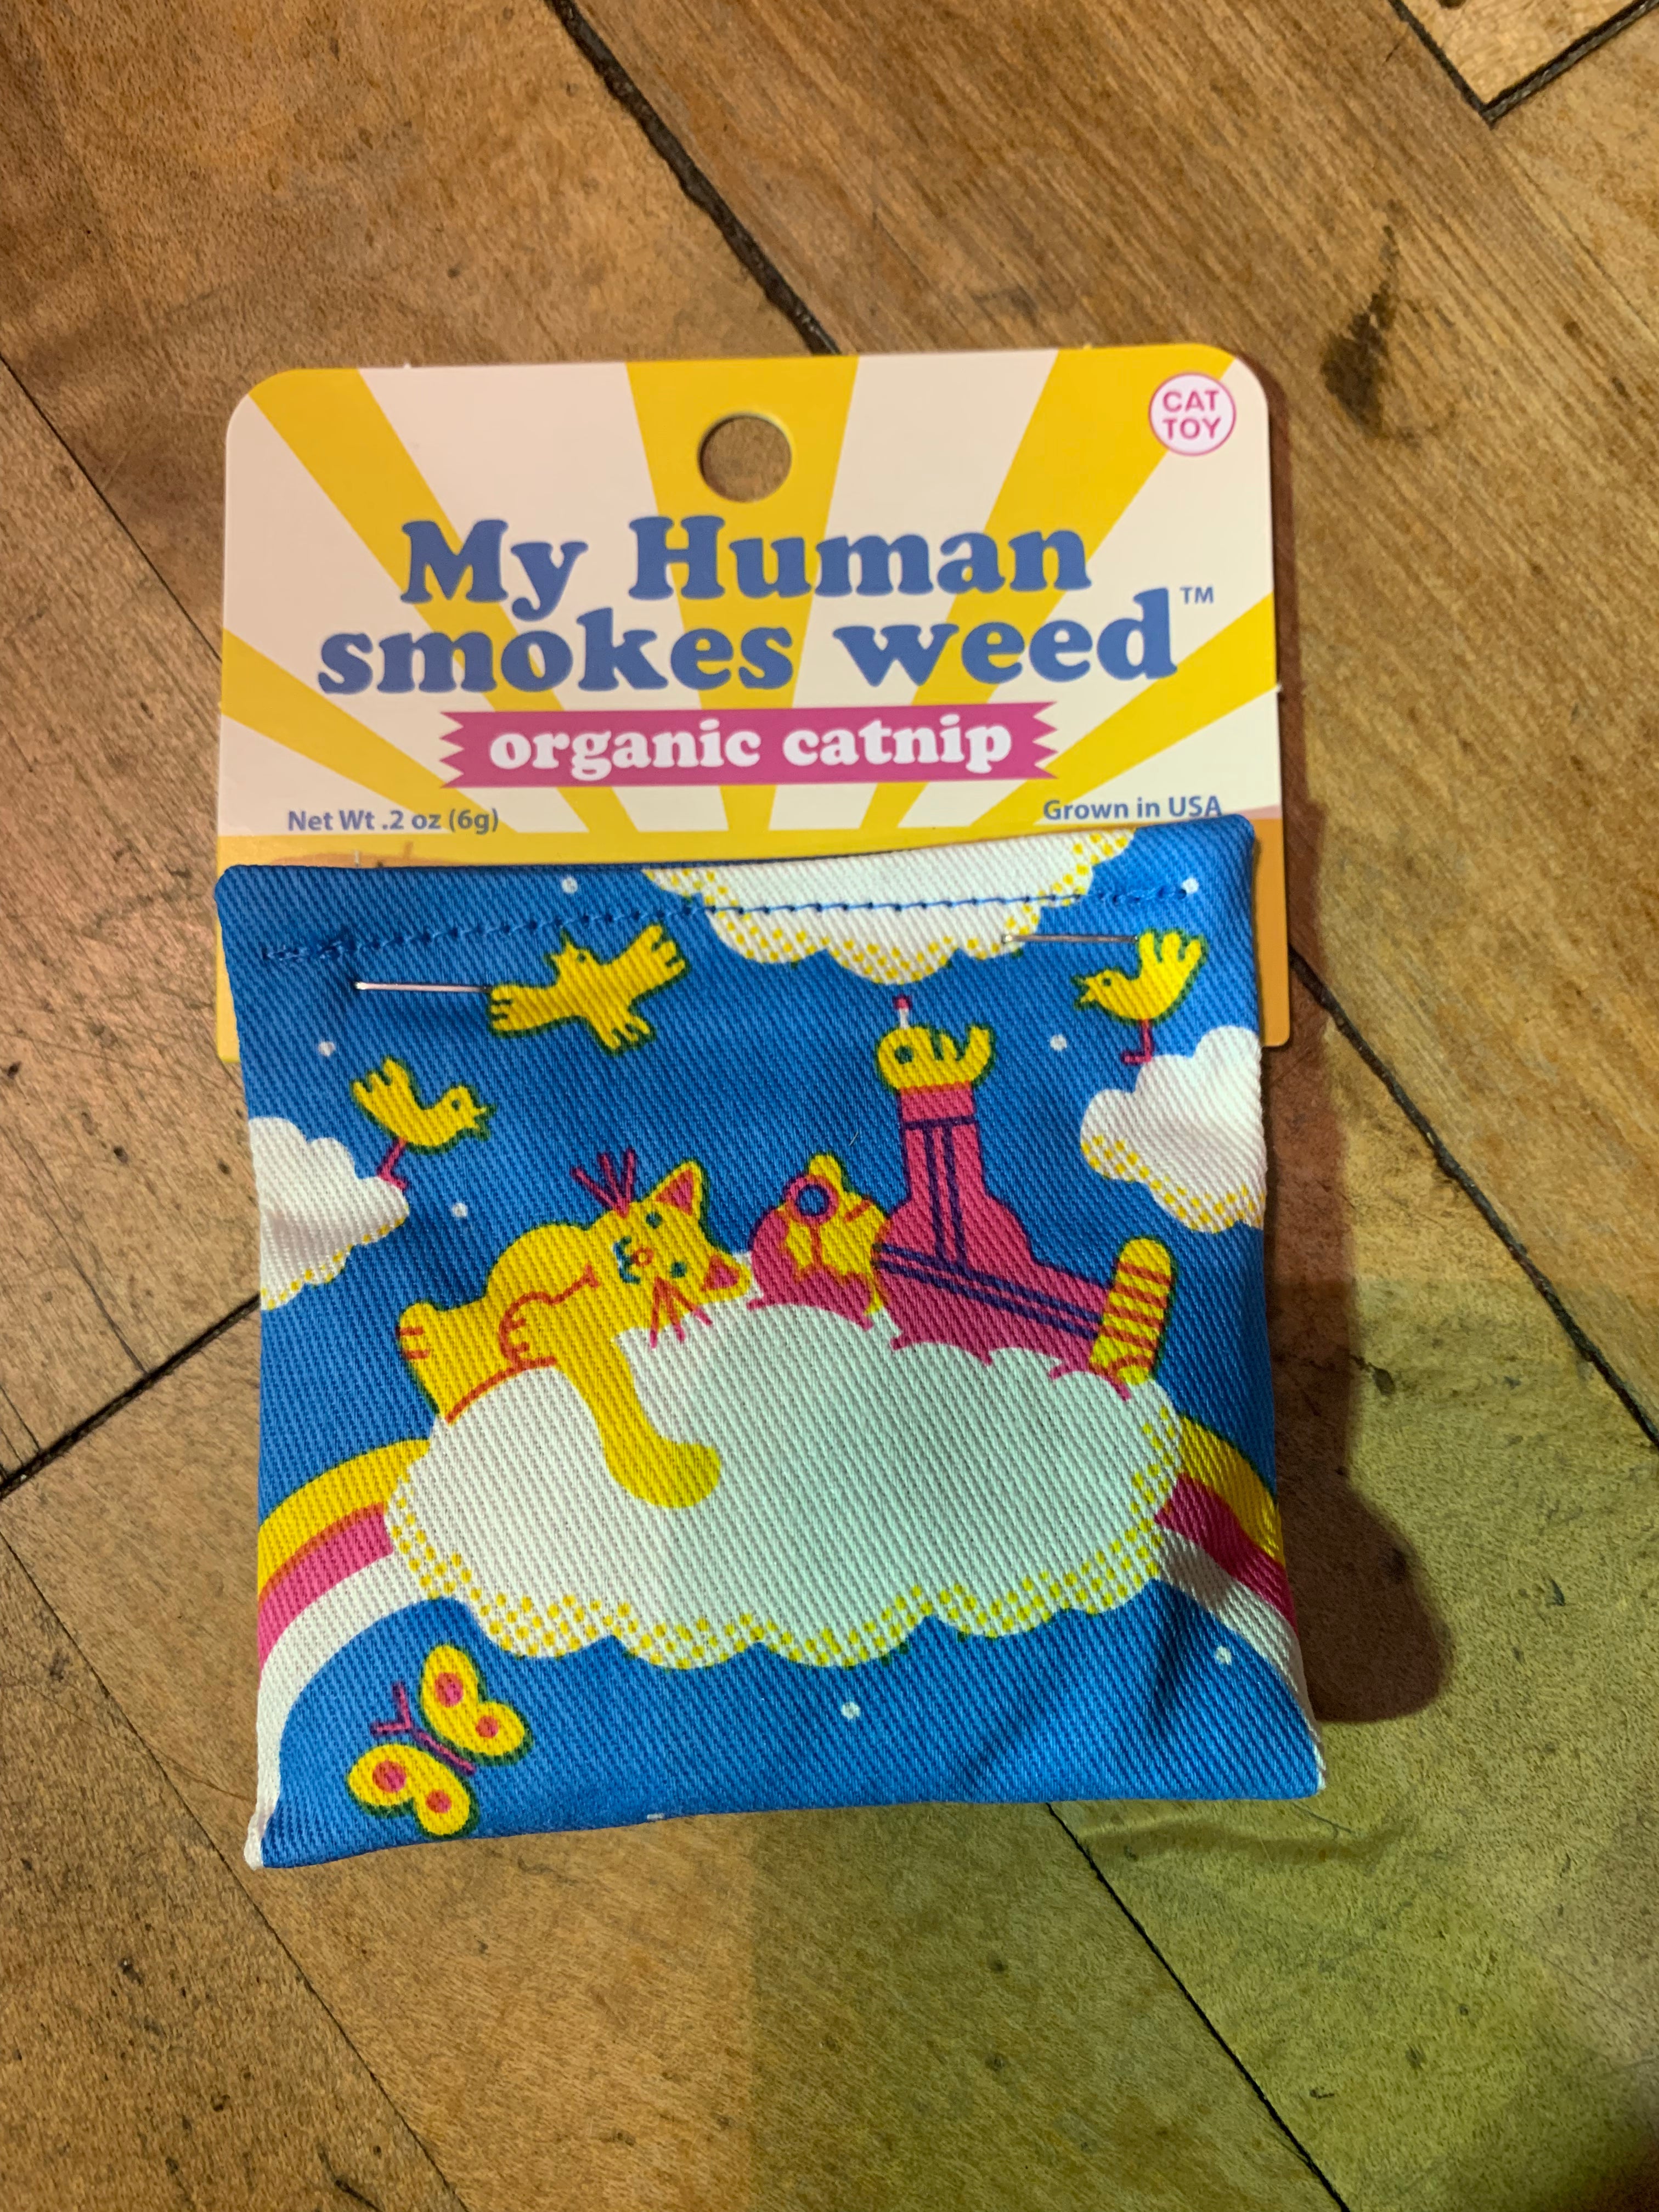 CAT
TOY
My Human
smokes weed™
organic catnip
Net Wt .2 oz (6g)
Grown in USA